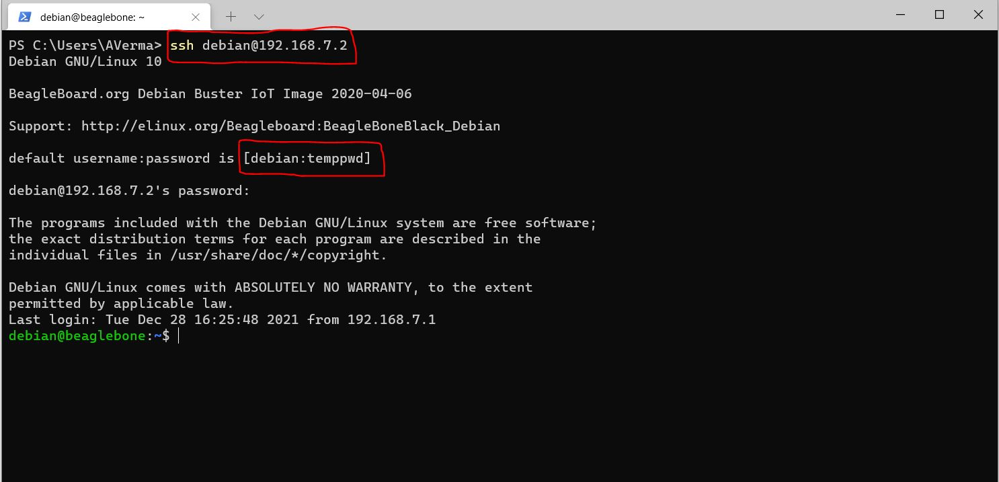 debian@beaglebone: ~
PS C:\Users\AVerma> ssh debian@192.168.7.2
Debian GNU/Linux 10
BeagleBoard.org Debian Buster IoT Image 2020-04-06
Support: http://elinux.org/Beagleboard:BeagleBoneBlack_Debian
default username:password is [debian:temppwd]
debian@192.168.7.2's password:
The programs included with the Debian GNU/Linux system are free software;
the exact distribution terms for each program are described in the
individual files in /usr/share/doc/*/copyright.
Debian GNU/Linux comes with ABSOLUTELY NO WARRANTY, to the extent
permitted by applicable law.
Last login: Tue Dec 28 16:25:48 2021 from 192.168.7.1
debian@beaglebone:~$